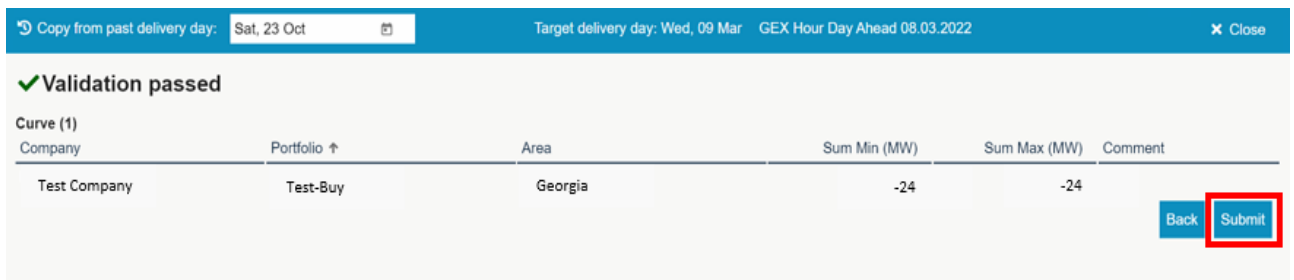 Copy from past delivery day: Sat, 23 Oct Target delivery day: Wed, 09 Mar GEX Hour Day Ahead 08.03.2022 Close
Validation passed
Curve (1)
Company Portfolio Area Sum Min (MW) Sum Max (MW) Comment
Test Company Test-Buy Georgia -24 -24
Back Submit